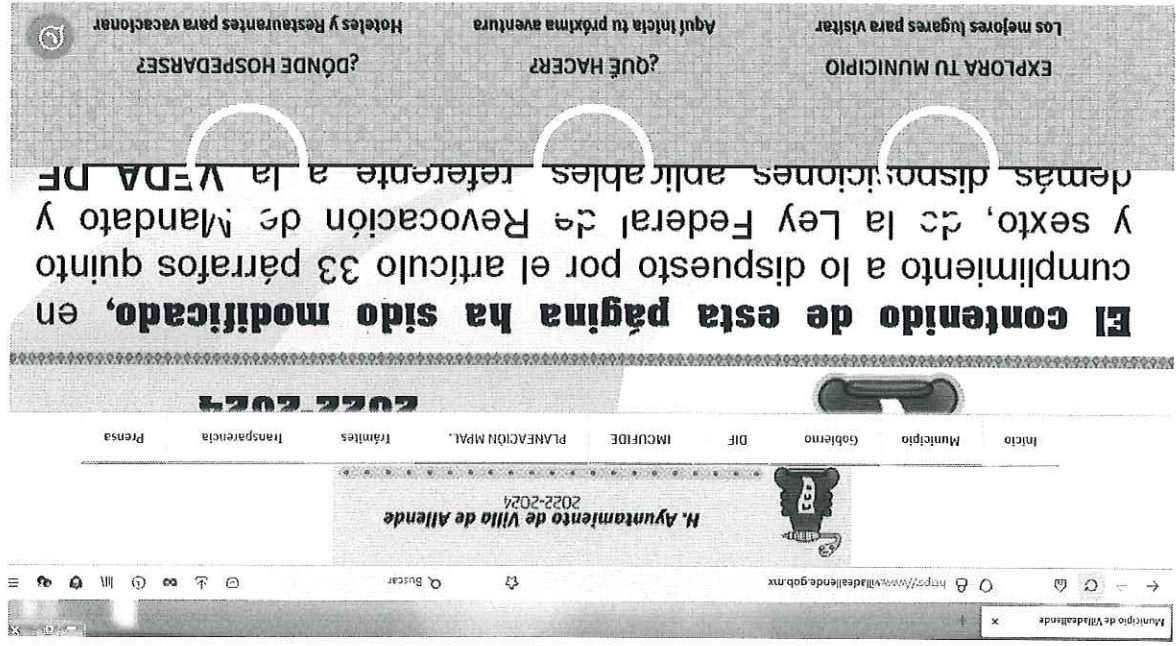 Municipio de Villadeallende
https://www.villadeallende.gob.mx
Buscar
H. Ayuntamiento de Villa de Allende
2022-2024
Inicio Municipio Gobierno DIF IMCUFIDE PLANEACIÓN MPAL. Trámites Transparencia Prensa
2022-2024
El contenido de esta página ha sido modificado, en
cumplimiento a lo dispuesto por el artículo 33 párrafos quinto
y sexto, de la Ley Federal de Revocación de Mandato y
demás disposiciones aplicables referente a la VEDA DE
EXPLORA TU MUNICIPIO
Los mejores lugares para visitar
¿QUÉ HACER?
Aquí inicia tu próxima aventura
¿DÓNDE HOSPEDARSE?
Hoteles y Restaurantes para vacacionar